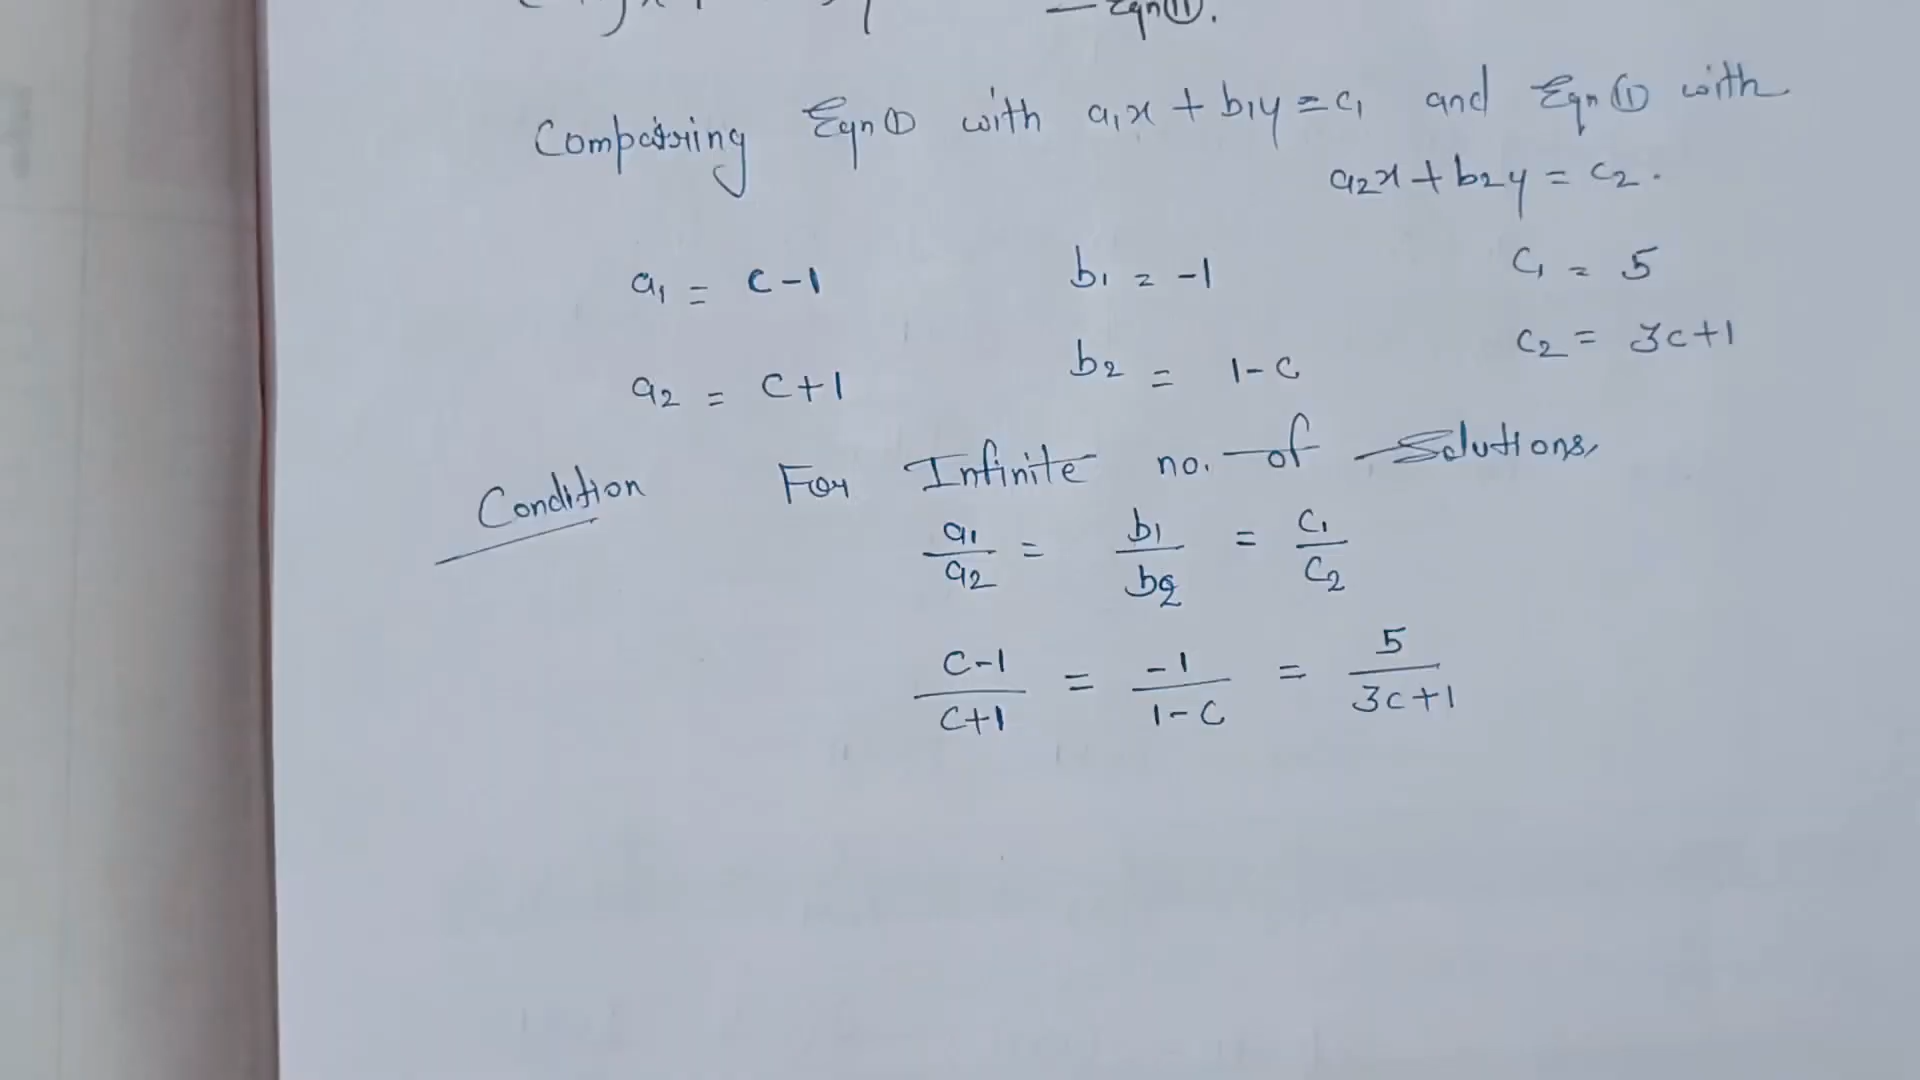 — Eqn ⑪.
Comparing Eqn ① with a₁x + b₁y = c₁ and Eqn ⑪ with
a₂x + b₂y = c₂.
a₁ = c-1 b₁ = -1 c₁ = 5
a₂ = c+1 b₂ = 1-c c₂ = 3c+1
Condition For Infinite no. of Solutions,
a₁/a₂ = b₁/b₂ = c₁/c₂
c-1/c+1 = -1/1-c = 5/3c+1